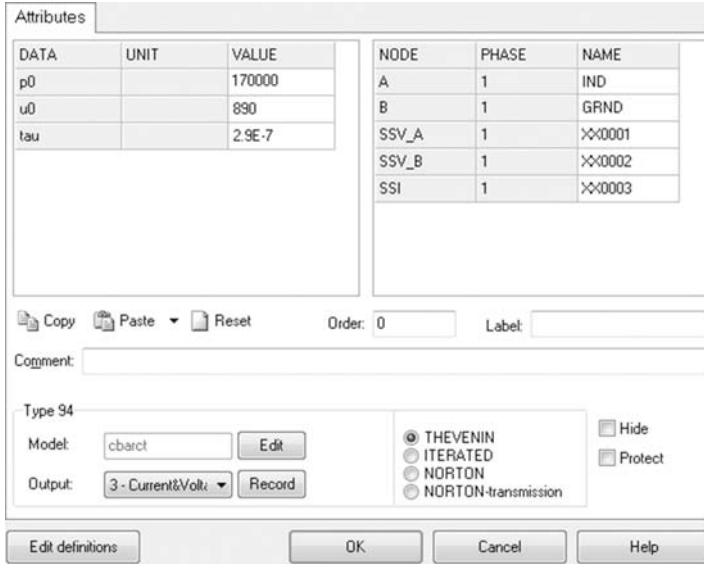 Attributes
DATA UNIT VALUE
p0 170000
u0 890
tau 2.9E-7
NODE PHASE NAME
A 1 IND
B 1 GRND
SSV_A 1 XX0001
SSV_B 1 XX0002
SSI 1 XX0003
Copy Paste Reset Order: 0 Label:
Comment:
Type 94
Model: cbarct Edit
Output: 3 - Current&Volta Record
THEVENIN
ITERATED
NORTON
NORTON-transmission
Hide
Protect
Edit definitions OK Cancel Help